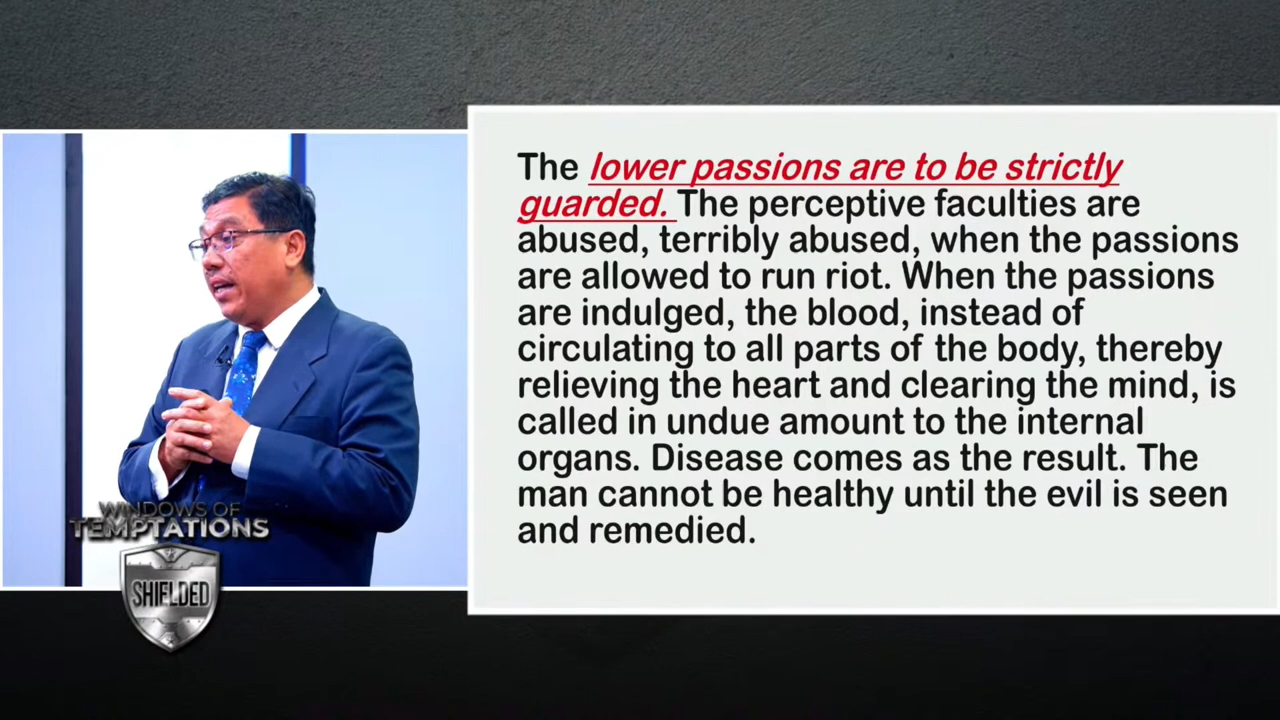 The lower passions are to be strictly
guarded. The perceptive faculties are
abused, terribly abused, when the passions
are allowed to run riot. When the passions
are indulged, the blood, instead of
circulating to all parts of the body, thereby
relieving the heart and clearing the mind, is
called in undue amount to the internal
organs. Disease comes as the result. The
man cannot be healthy until the evil is seen
and remedied.
WINDOWS OF
TEMPTATIONS
SHIELDED